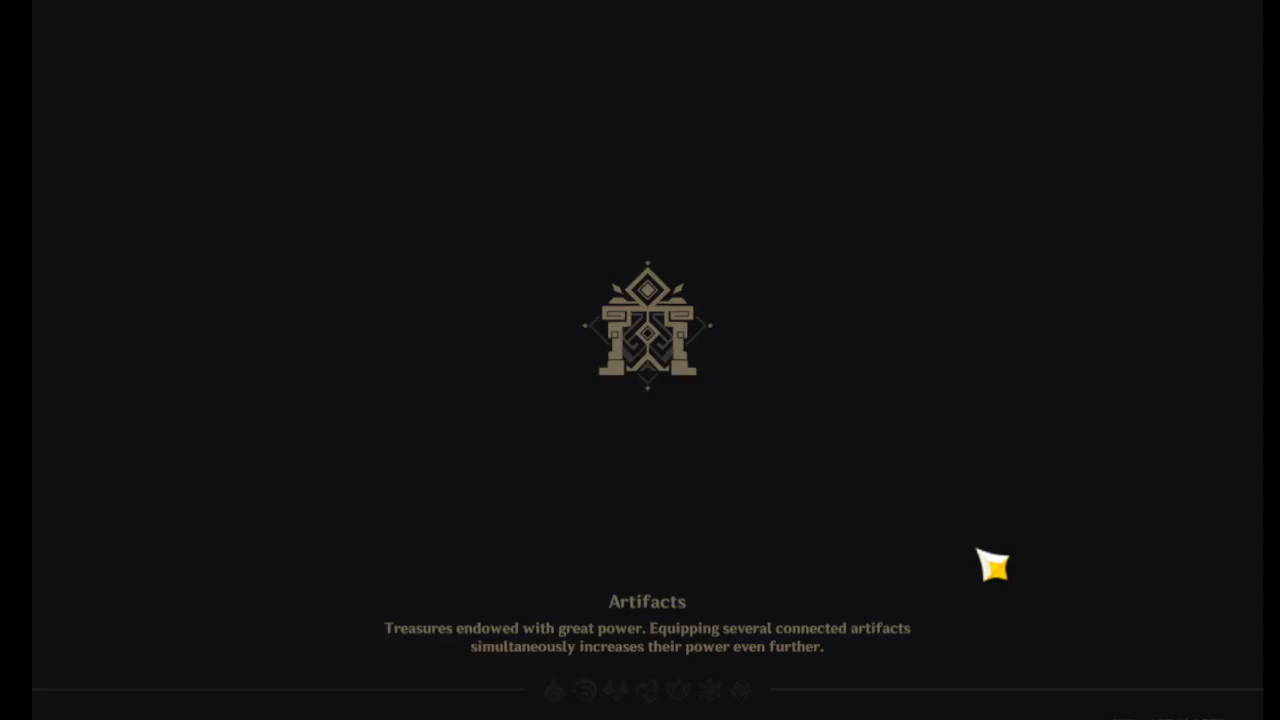 Artifacts
Treasures endowed with great power. Equipping several connected artifacts
simultaneously increases their power even further.